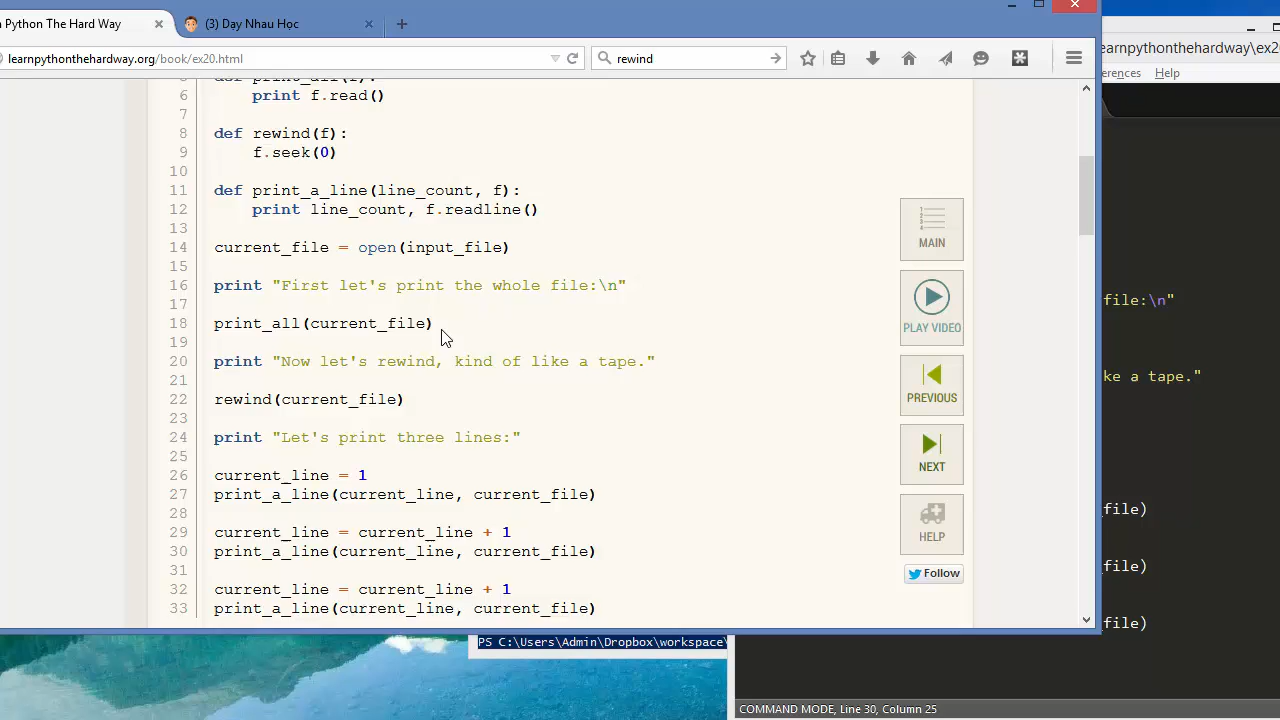 n Python The Hard Way
(3) Day Nhau Học
learnpythonthehardway.org/book/ex20.html
rewind
6 print f.read()
7
8 def rewind(f):
9 f.seek(0)
10
11 def print_a_line(line_count, f):
12 print line_count, f.readline()
13
14 current_file = open(input_file)
15
16 print "First let's print the whole file:\n"
17
18 print_all(current_file)
19
20 print "Now let's rewind, kind of like a tape."
21
22 rewind(current_file)
23
24 print "Let's print three lines:"
25
26 current_line = 1
27 print_a_line(current_line, current_file)
28
29 current_line = current_line + 1
30 print_a_line(current_line, current_file)
31
32 current_line = current_line + 1
33 print_a_line(current_line, current_file)
MAIN
PLAY VIDEO
PREVIOUS
NEXT
HELP
Follow
earnpythonthehardway\ex2
erences Help
file:\n"
ke a tape."
file)
file)
file)
PS C:\Users\Admin\Dropbox\workspace\
COMMAND MODE, Line 30, Column 25